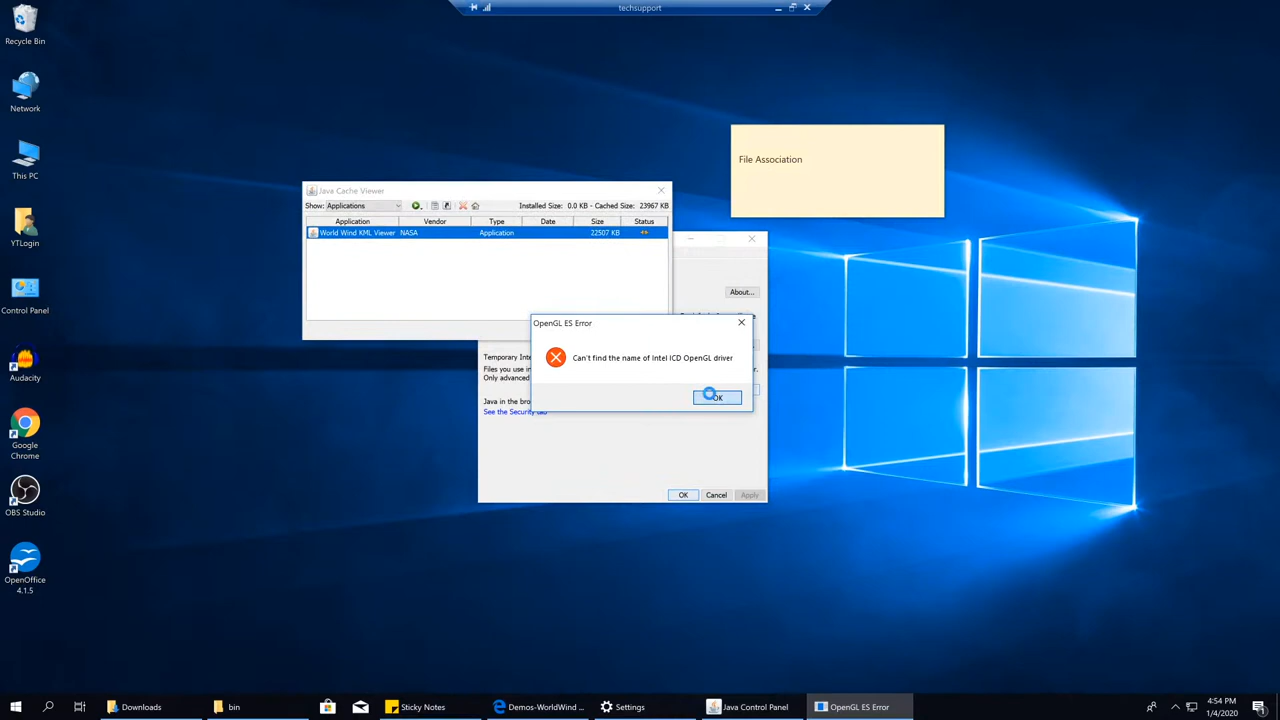 techsupport
Recycle Bin
Network
This PC
YTLogin
Control Panel
Audacity
Google
Chrome
OBS Studio
OpenOffice
4.1.5
File Association
Java Cache Viewer
Show: Applications
Installed Size: 0.0 KB - Cached Size: 23967 KB
Application Vendor Type Date Size Status
World Wind KML Viewer NASA Application 22507 KB
About...
OpenGL ES Error
Can't find the name of Intel ICD OpenGL driver
OK
Temporary Inte
Files you use in
Only advanced
Java in the bro
See the Security tab
OK Cancel Apply
Downloads
bin
Sticky Notes
Demos-WorldWind ...
Settings
Java Control Panel
OpenGL ES Error
4:54 PM
1/4/2020